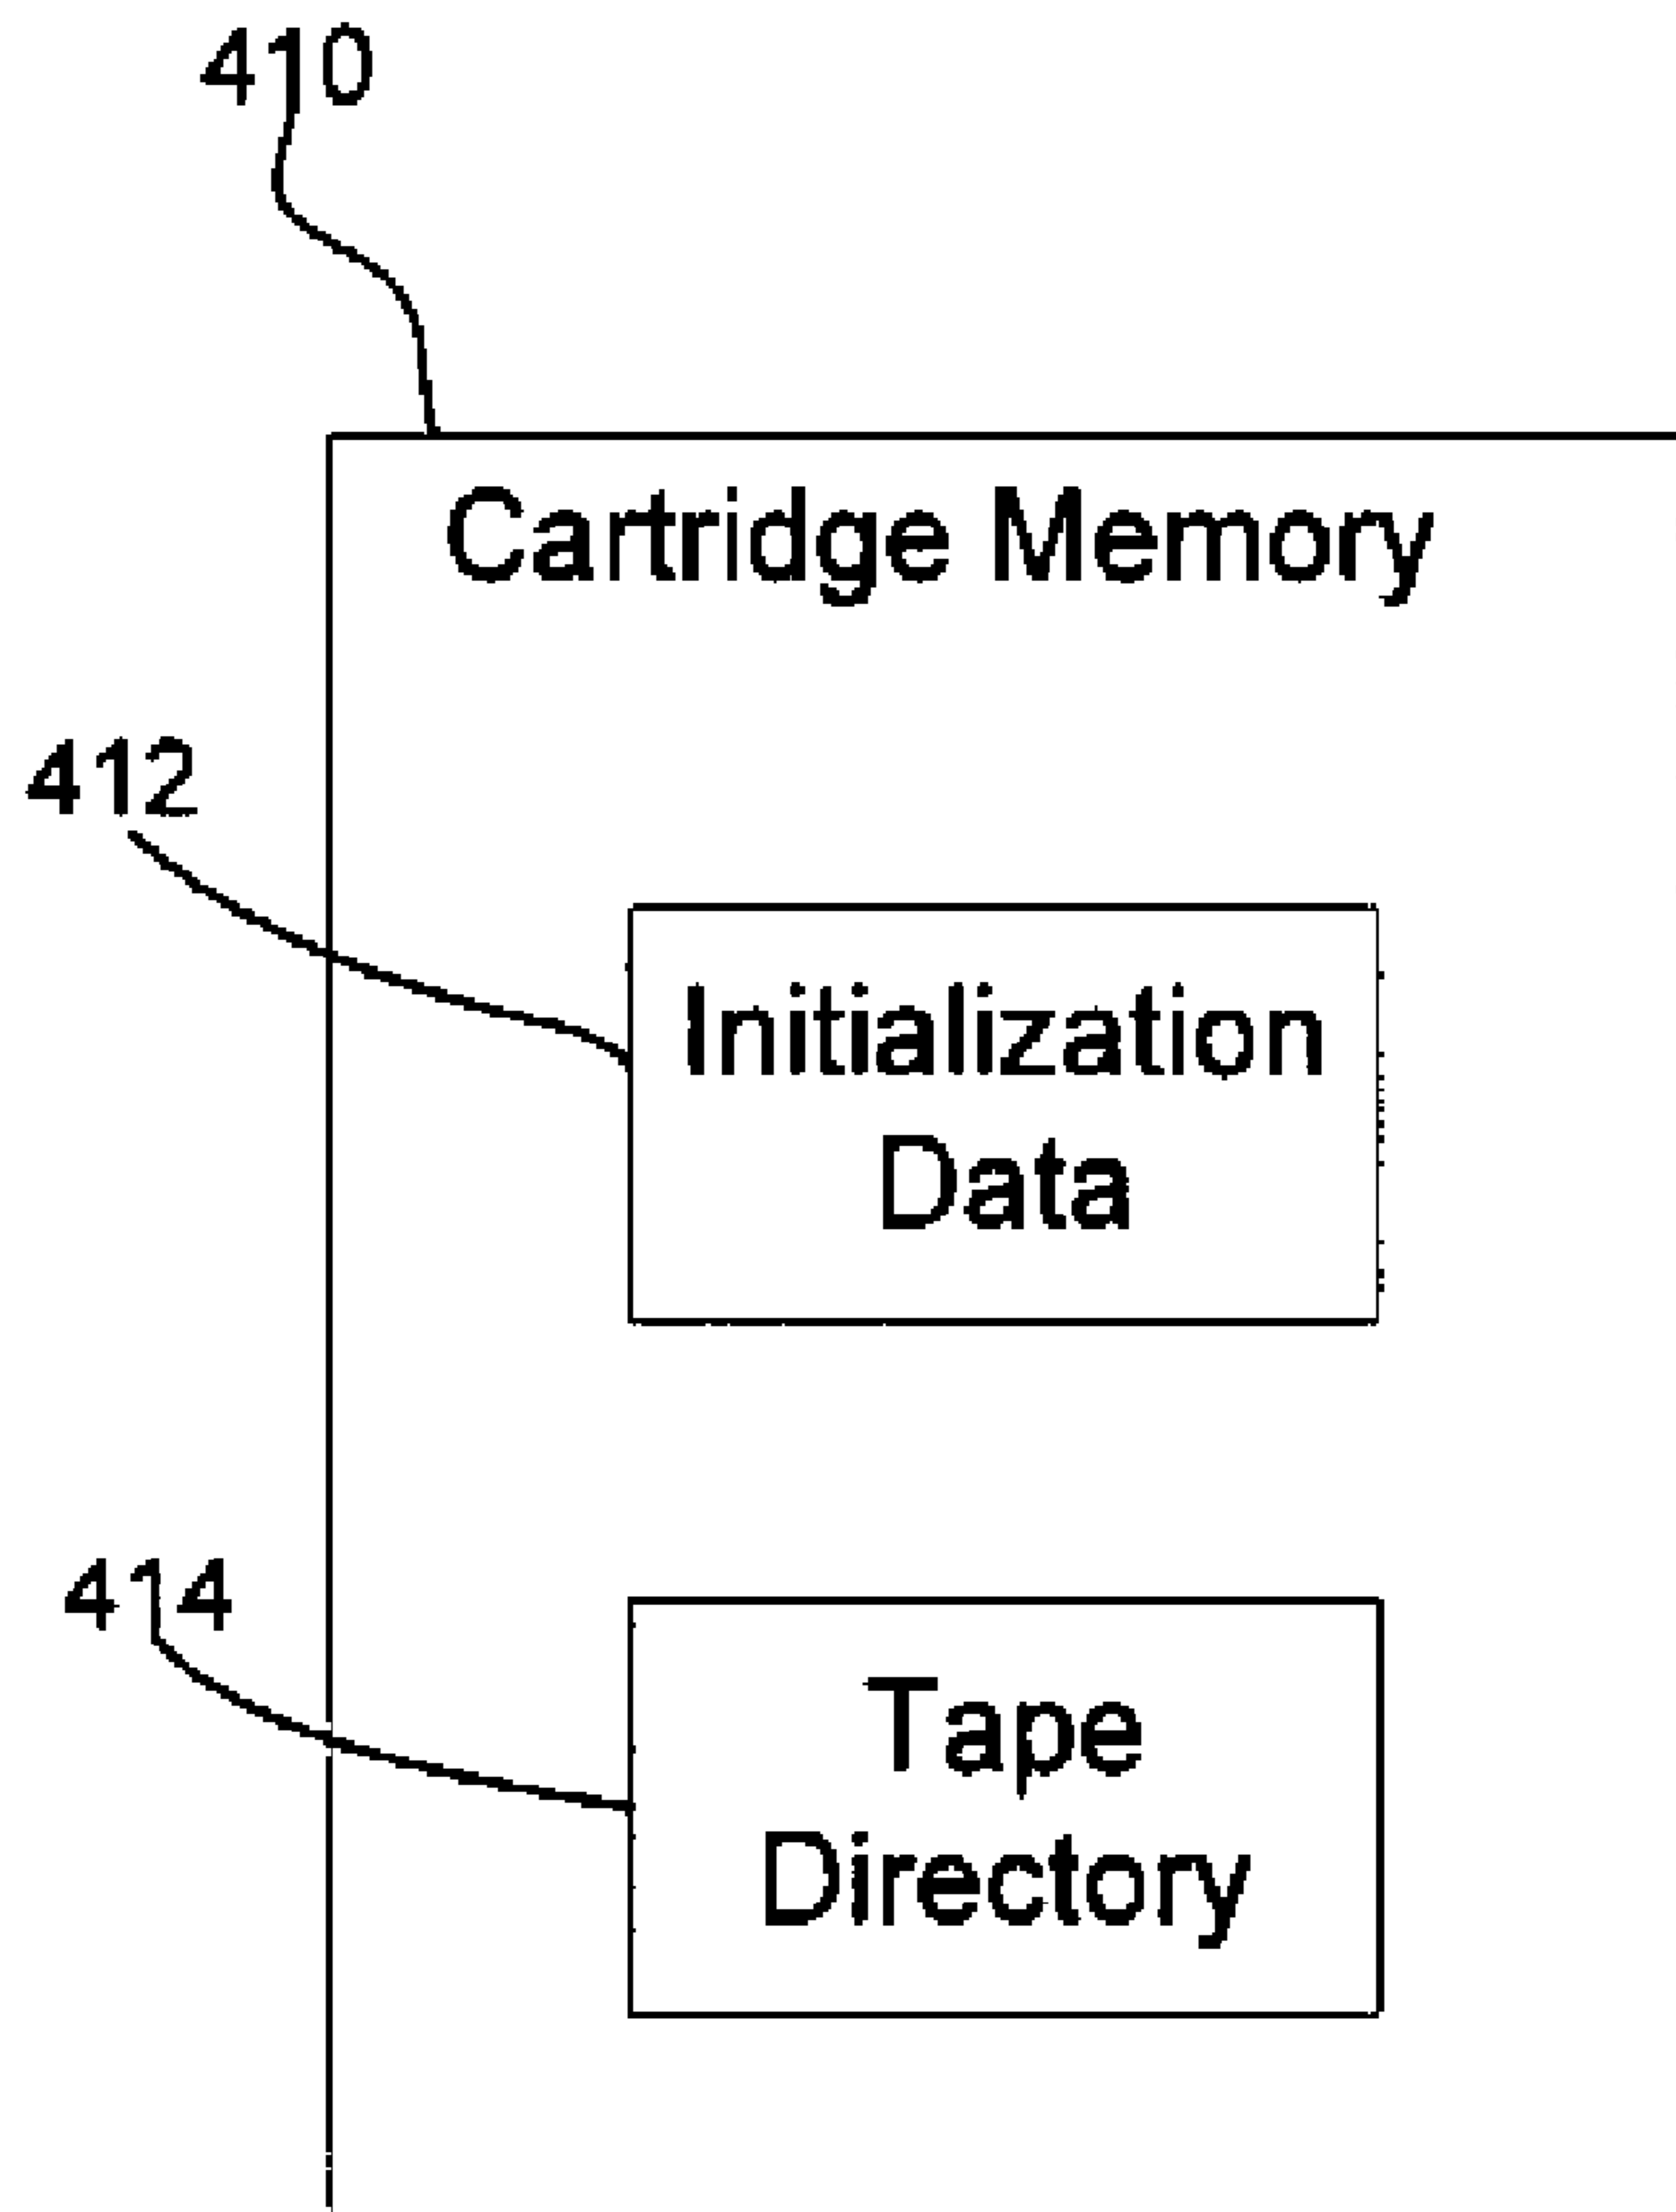 410
Cartridge Memory
412
Initialization
Data
414
Tape
Directory